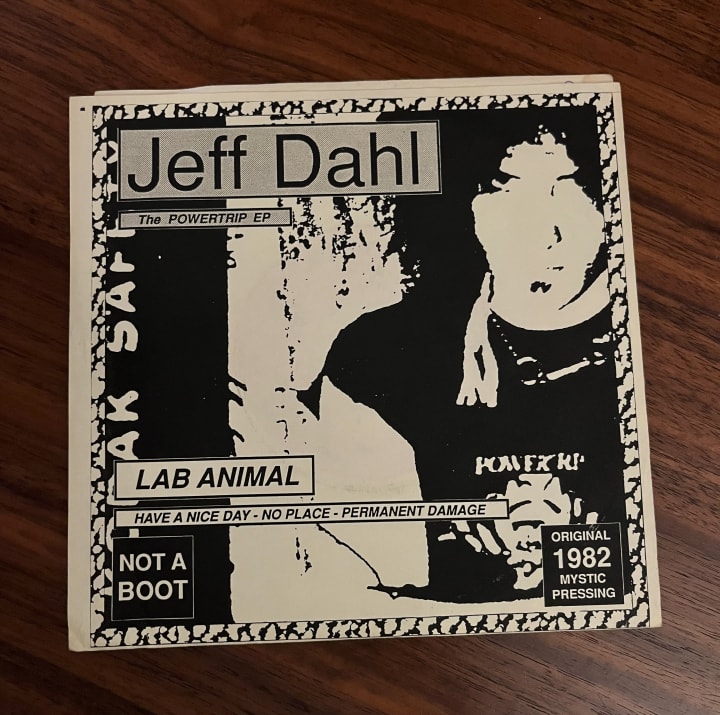 Jeff Dahl
The POWERTRIP EP
LAB ANIMAL
HAVE A NICE DAY - NO PLACE - PERMANENT DAMAGE
NOT A
BOOT
ORIGINAL
1982
MYSTIC
PRESSING